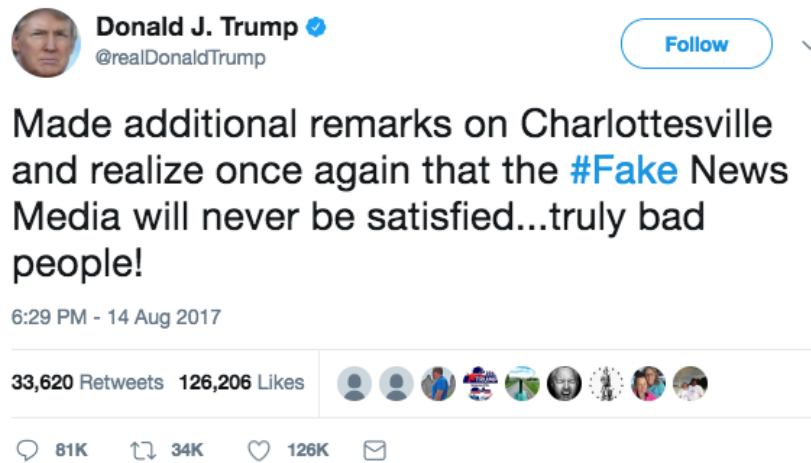 Donald J. Trump
@realDonaldTrump
Follow
Made additional remarks on Charlottesville
and realize once again that the #Fake News
Media will never be satisfied...truly bad
people!
6:29 PM - 14 Aug 2017
33,620 Retweets 126,206 Likes
81K 34K 126K